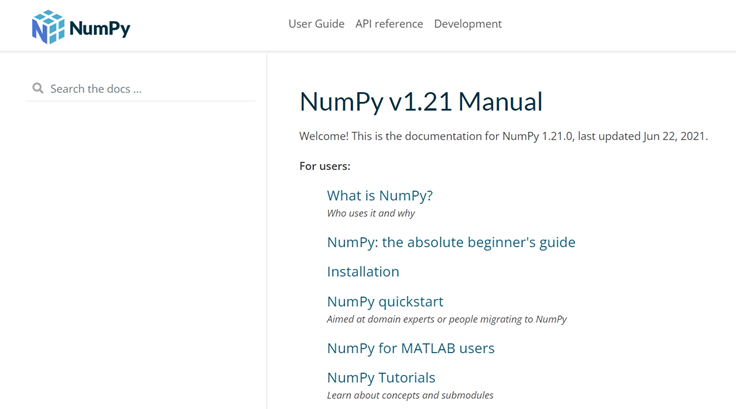 NumPy
User Guide API reference Development
Search the docs ...
NumPy v1.21 Manual
Welcome! This is the documentation for NumPy 1.21.0, last updated Jun 22, 2021.
For users:
What is NumPy?
Who uses it and why
NumPy: the absolute beginner's guide
Installation
NumPy quickstart
Aimed at domain experts or people migrating to NumPy
NumPy for MATLAB users
NumPy Tutorials
Learn about concepts and submodules